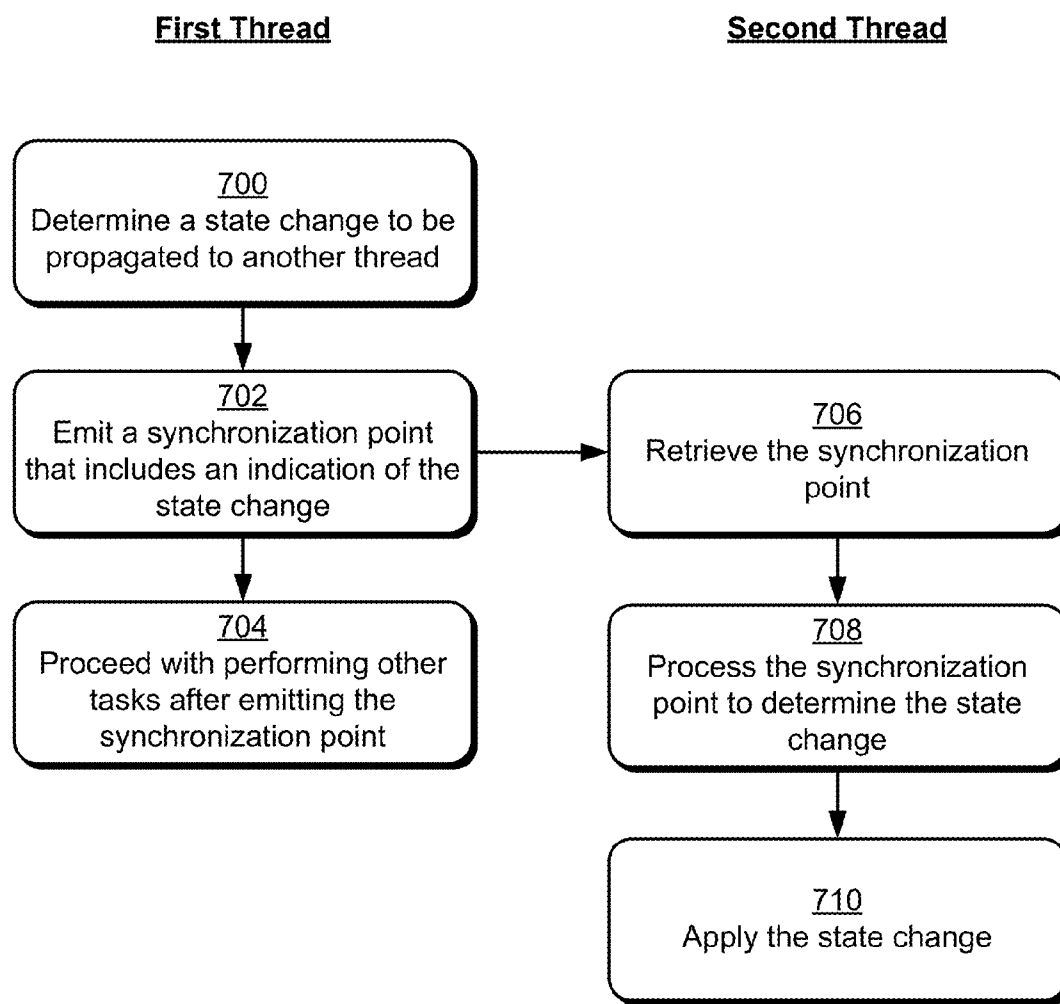 First Thread
Second Thread
700
Determine a state change to be
propagated to another thread
702
Emit a synchronization point
that includes an indication of the
state change
704
Proceed with performing other
tasks after emitting the
synchronization point
706
Retrieve the synchronization
point
708
Process the synchronization
point to determine the state
change
710
Apply the state change